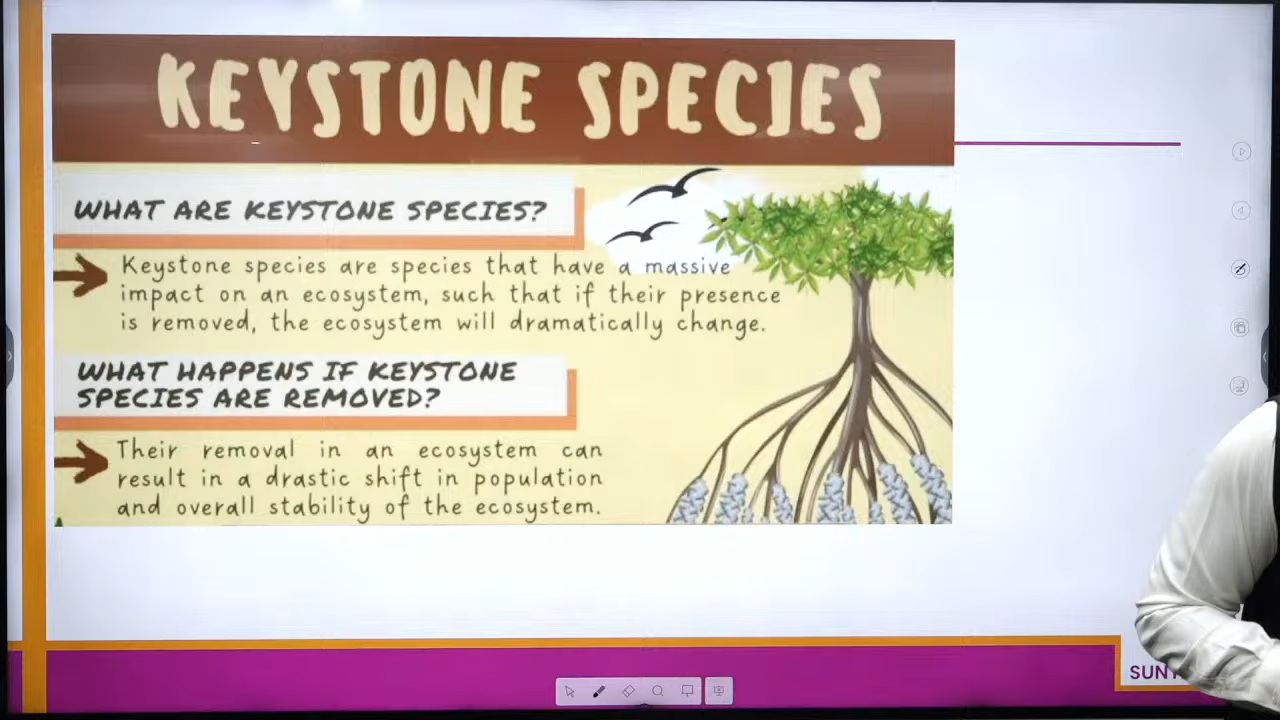 KEYSTONE SPECIES
WHAT ARE KEYSTONE SPECIES?
Keystone species are species that have a massive
impact on an ecosystem, such that if their presence
is removed, the ecosystem will dramatically change.
WHAT HAPPENS IF KEYSTONE
SPECIES ARE REMOVED?
Their removal in an ecosystem can
result in a drastic shift in population
and overall stability of the ecosystem.